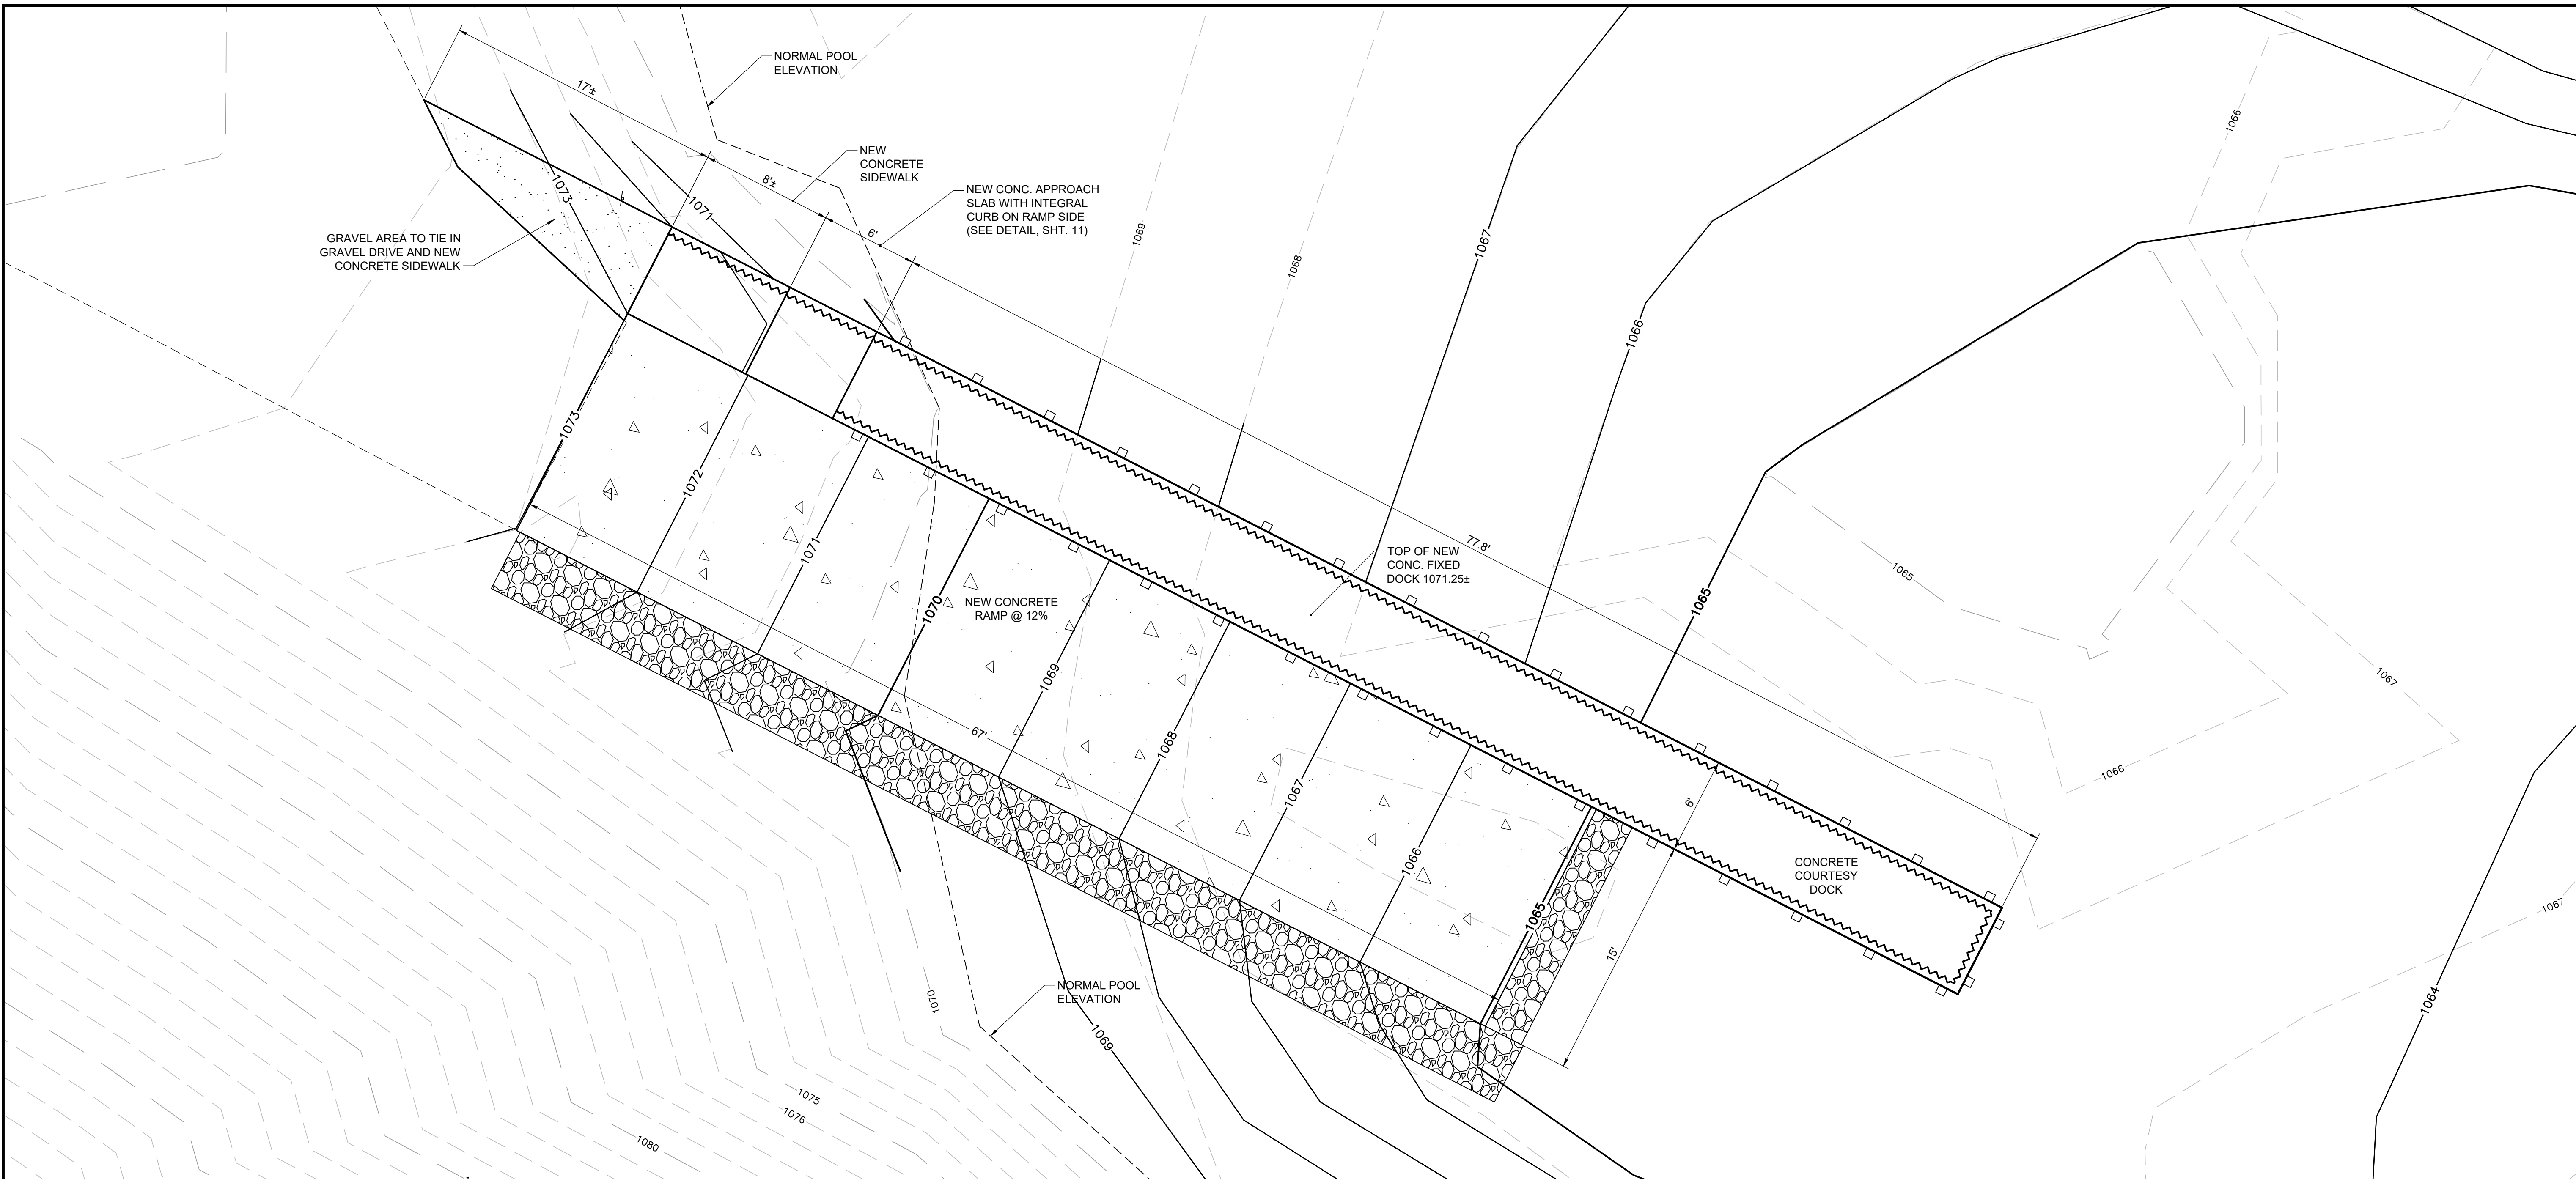 NORMAL POOL
ELEVATION
17'±
NEW
CONCRETE
SIDEWALK
8'±
NEW CONC. APPROACH
SLAB WITH INTEGRAL
CURB ON RAMP SIDE
(SEE DETAIL, SHT. 11)
6'
GRAVEL AREA TO TIE IN
GRAVEL DRIVE AND NEW
CONCRETE SIDEWALK
1073
1071
1069
1068
1067
1066
1066
1065
1065
1067
1066
1067
1064
77.8'
TOP OF NEW
CONC. FIXED
DOCK 1071.25±
1073
1072
1071
1070
NEW CONCRETE
RAMP @ 12%
1069
1068
1067
1066
1065
67'
6'
15'
CONCRETE
COURTESY
DOCK
NORMAL POOL
ELEVATION
1070
1069
1075
1076
1080